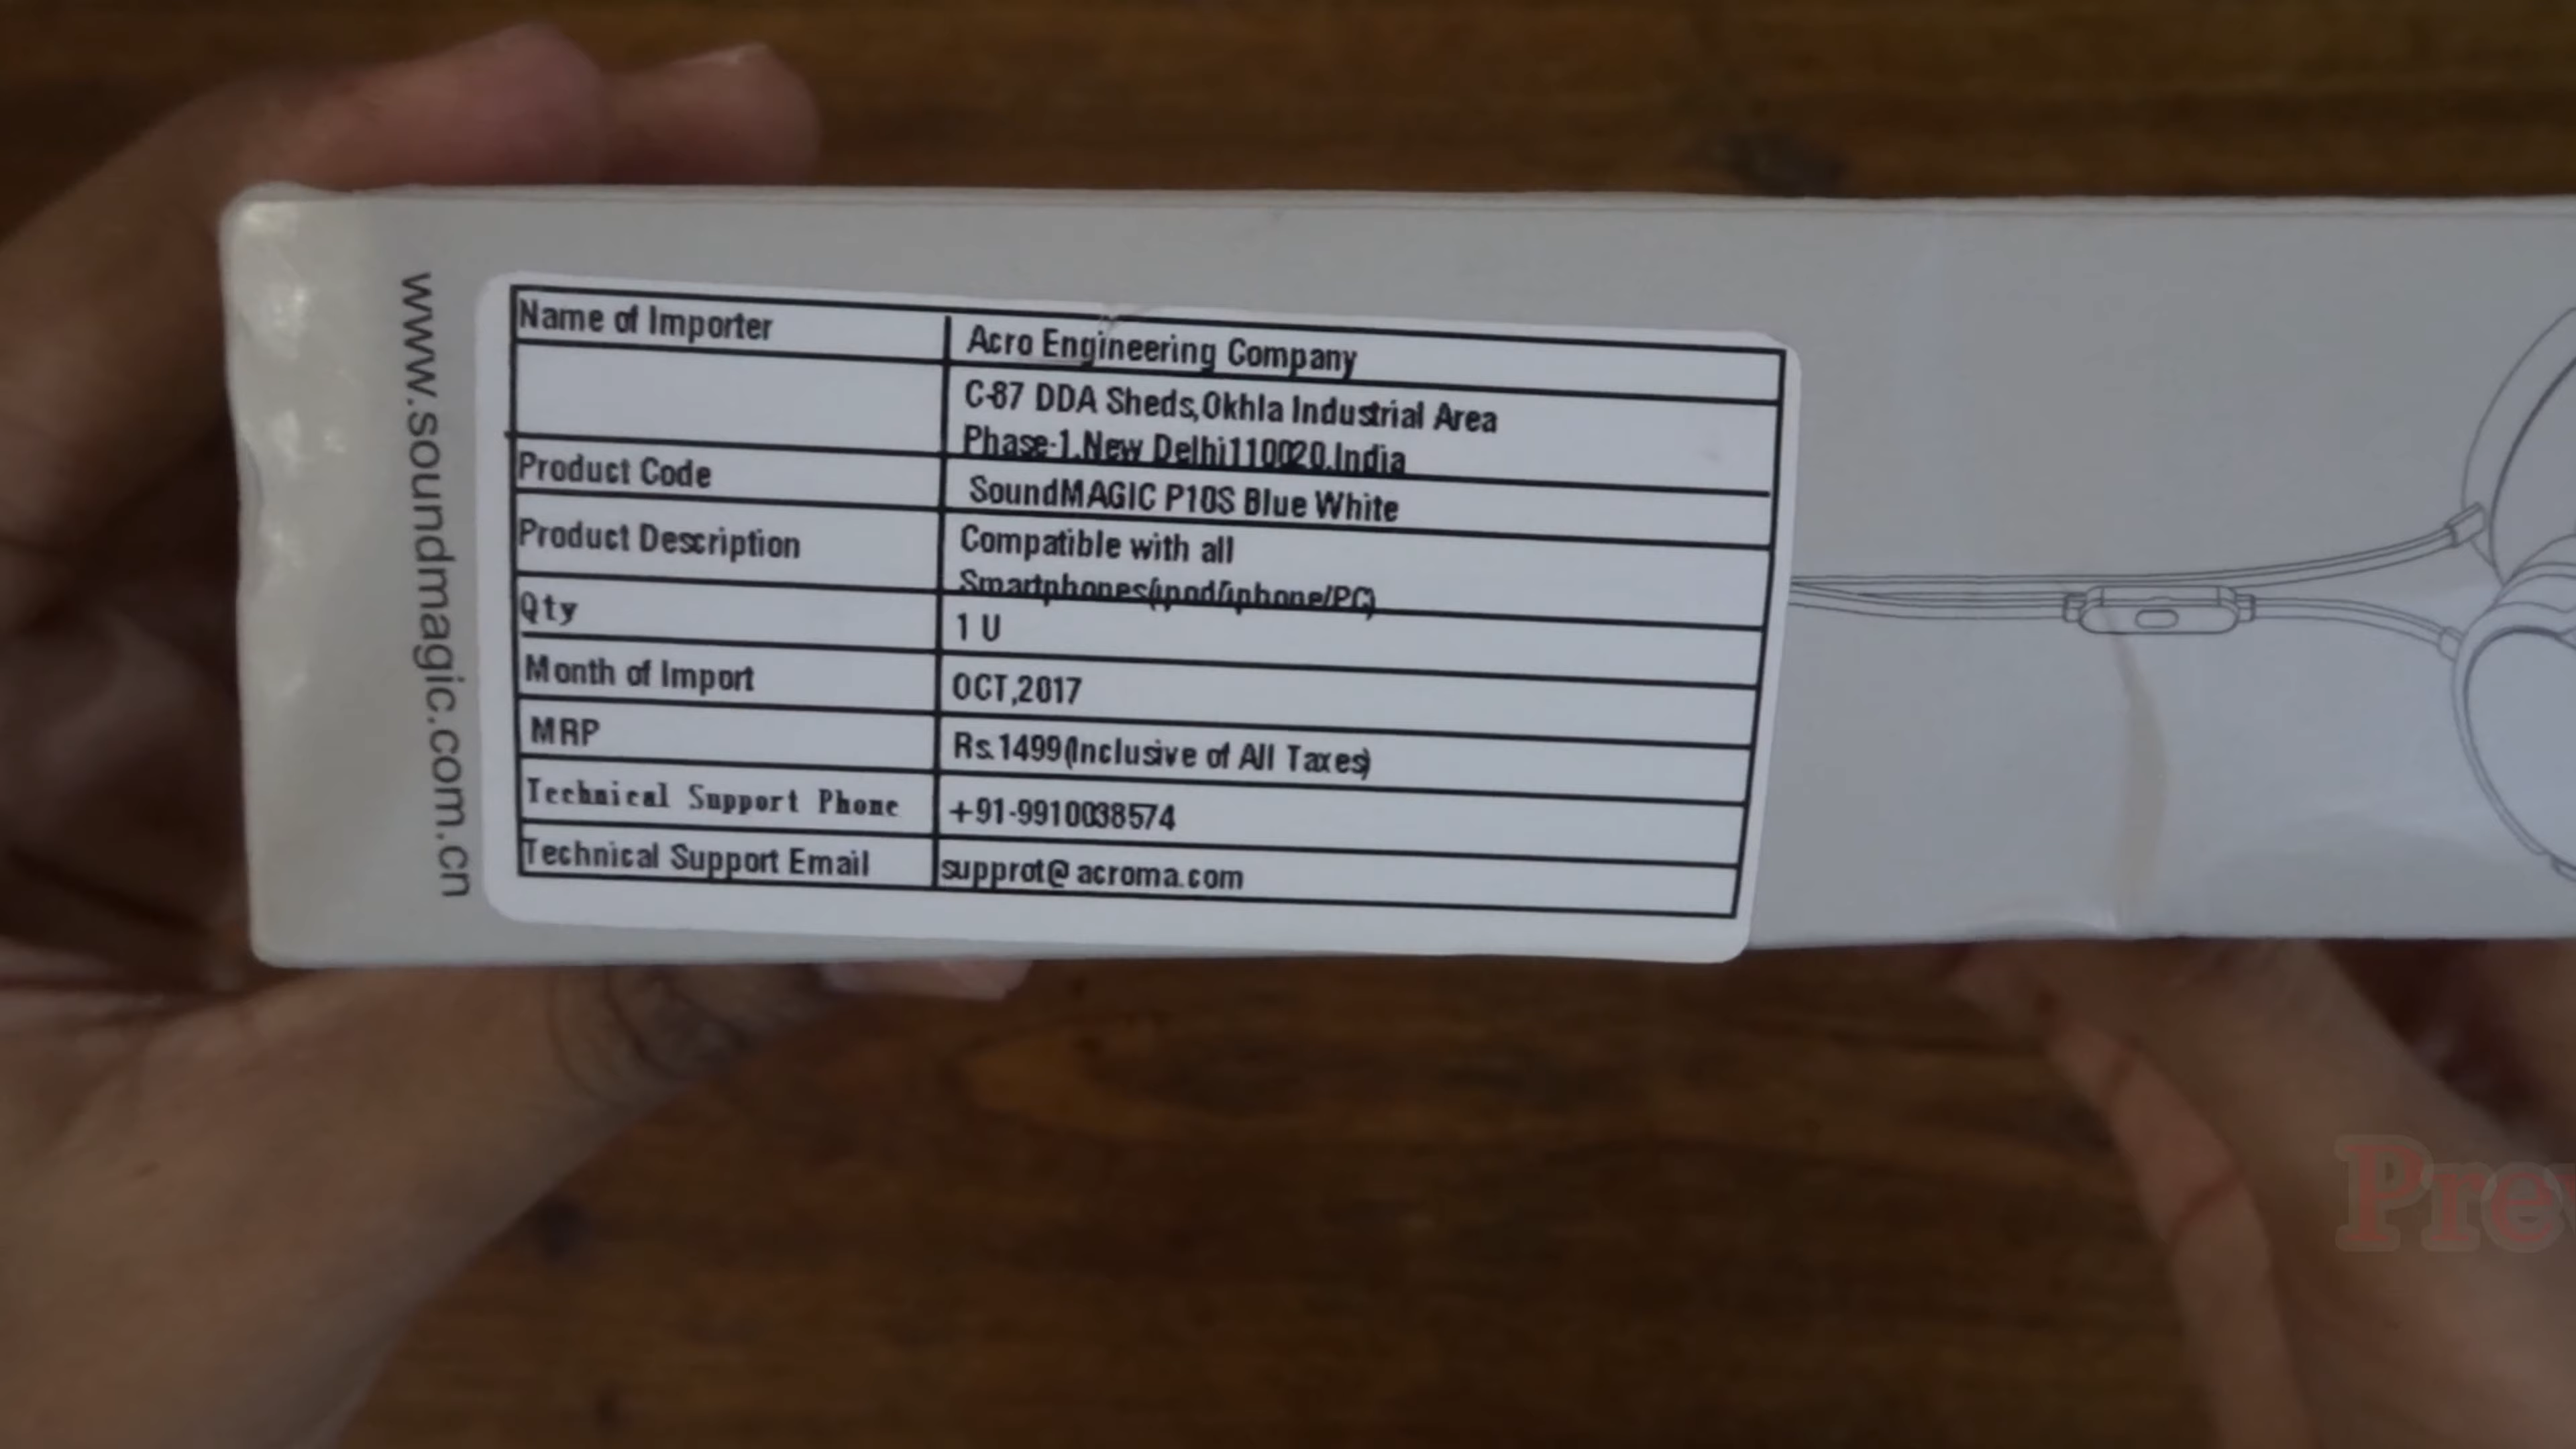 www.soundmagic.com.cn
Name of Importer
Acro Engineering Company
C-87 DDA Sheds,Okhla Industrial Area
Phase-1,New Delhi110020,India
Product Code
SoundMAGIC P10S Blue White
Product Description
Compatible with all
Smartphones(ipod/iphone/PC)
Qty
1 U
Month of Import
OCT,2017
MRP
Rs.1499(Inclusive of All Taxes)
Technical Support Phone
+91-9910038574
Technical Support Email
supprot@ acroma.com